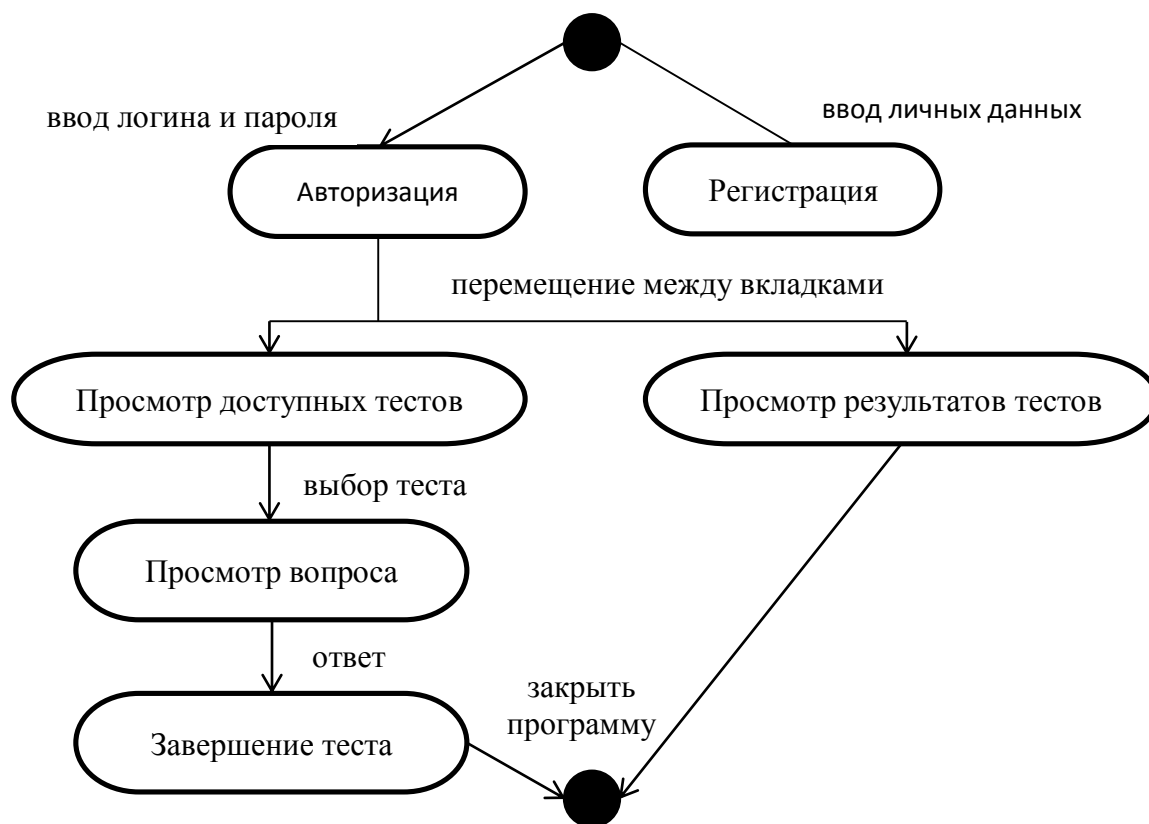 ввод логина и пароля
ввод личных данных
Авторизация
Регистрация
перемещение между вкладками
Просмотр доступных тестов
Просмотр результатов тестов
выбор теста
Просмотр вопроса
ответ
закрыть
программу
Завершение теста